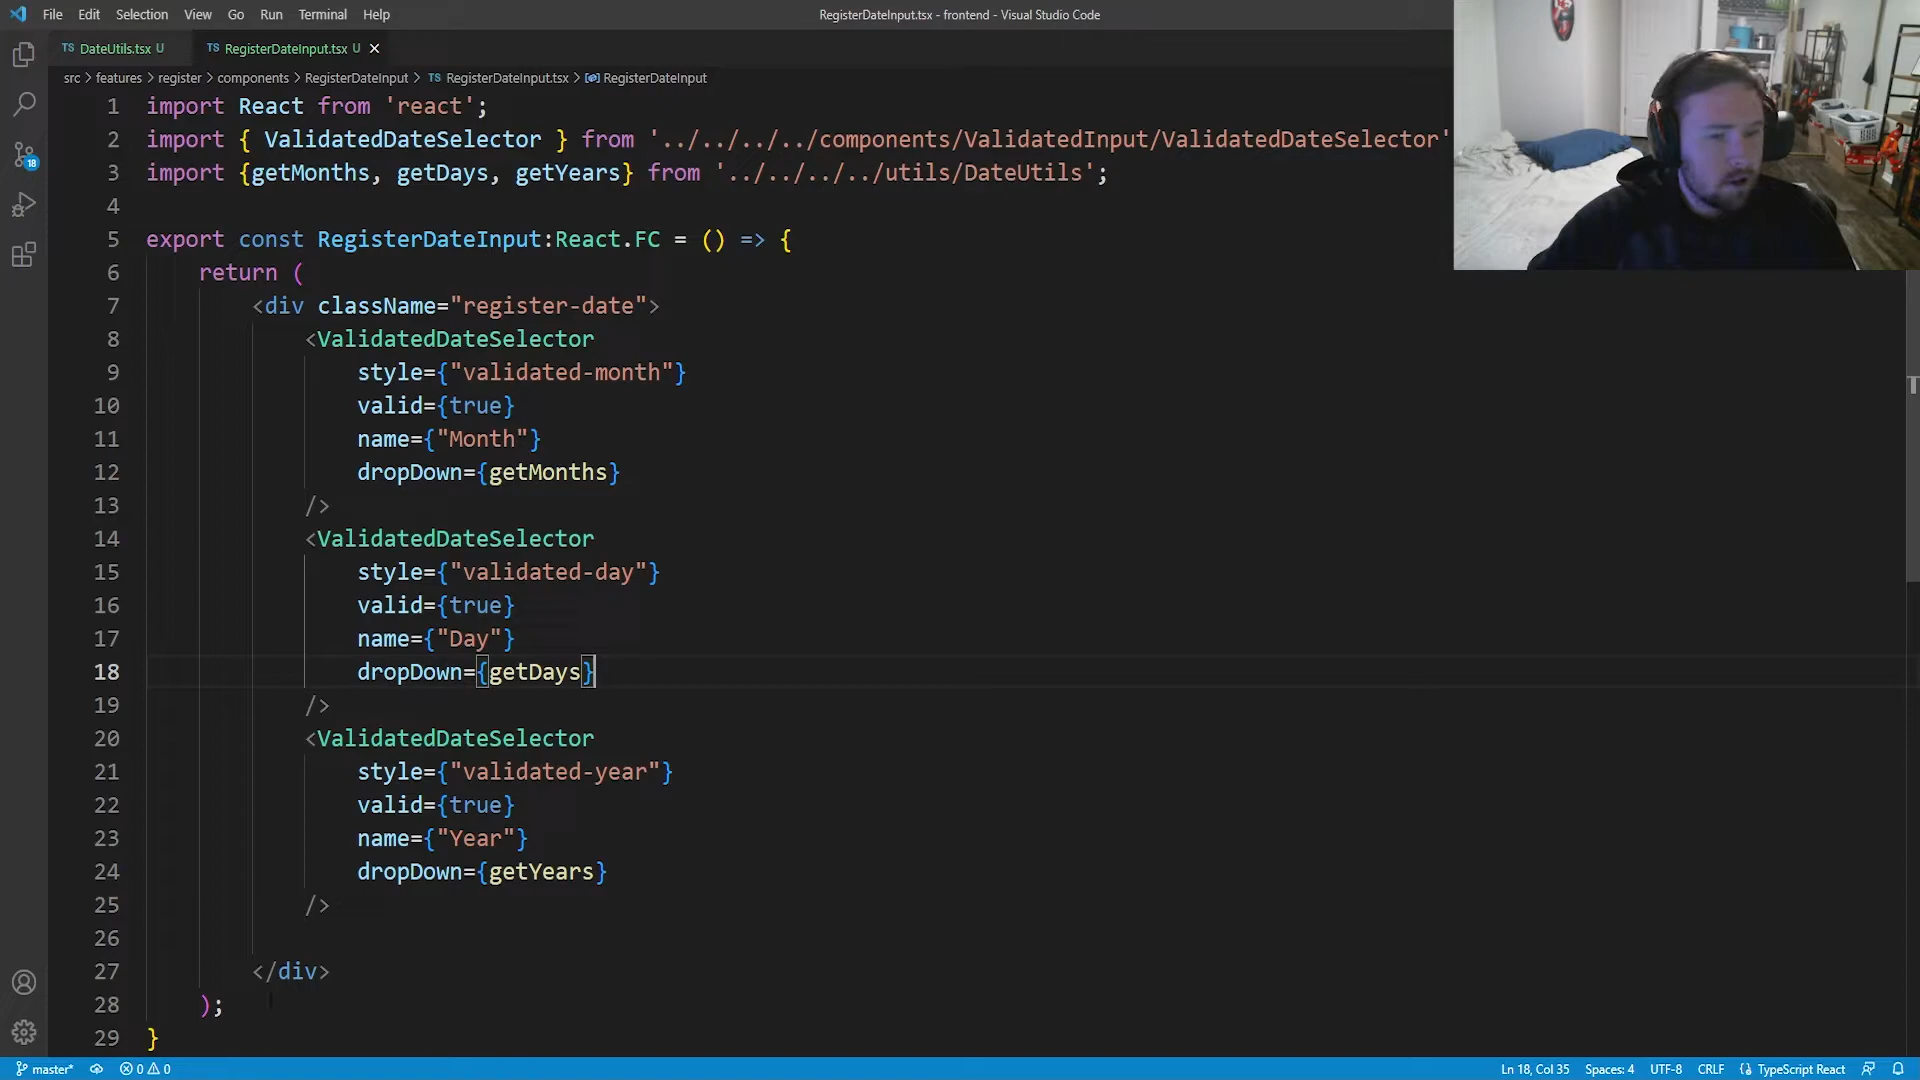 File Edit Selection View Go Run Terminal Help
RegisterDateInput.tsx - frontend - Visual Studio Code
TS DateUtils.tsx U
TS RegisterDateInput.tsx U
src > features > register > components > RegisterDateInput > TS RegisterDateInput.tsx > RegisterDateInput
1 import React from 'react';
2 import { ValidatedDateSelector } from '../../../../components/ValidatedInput/ValidatedDateSelector'
3 import {getMonths, getDays, getYears} from '../../../../utils/DateUtils';
4
5 export const RegisterDateInput:React.FC = () => {
6 return (
7 <div className="register-date">
8 <ValidatedDateSelector
9 style={"validated-month"}
10 valid={true}
11 name={"Month"}
12 dropDown={getMonths}
13 />
14 <ValidatedDateSelector
15 style={"validated-day"}
16 valid={true}
17 name={"Day"}
18 dropDown={getDays}
19 />
20 <ValidatedDateSelector
21 style={"validated-year"}
22 valid={true}
23 name={"Year"}
24 dropDown={getYears}
25 />
26
27 </div>
28 );
29 }
18
master* 0 0
Ln 18, Col 35 Spaces: 4 UTF-8 CRLF {} TypeScript React